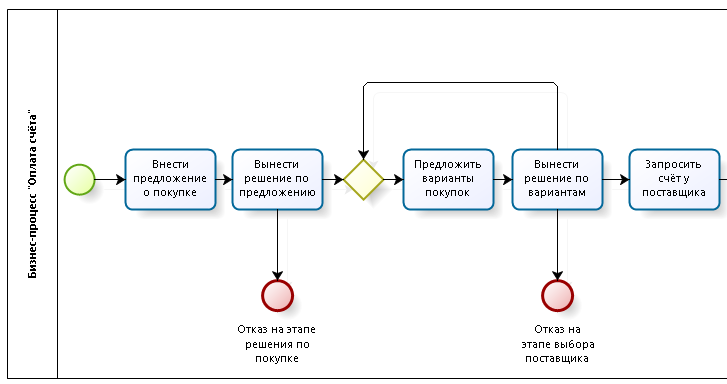 Бизнес-процесс "Оплата счёта"
Внести
предложение
о покупке
Вынести
решение по
предложению
Предложить
варианты
покупок
Вынести
решение по
вариантам
Запросить
счёт у
поставщика
Отказ на этапе
решения по
покупке
Отказ на
этапе выбора
поставщика